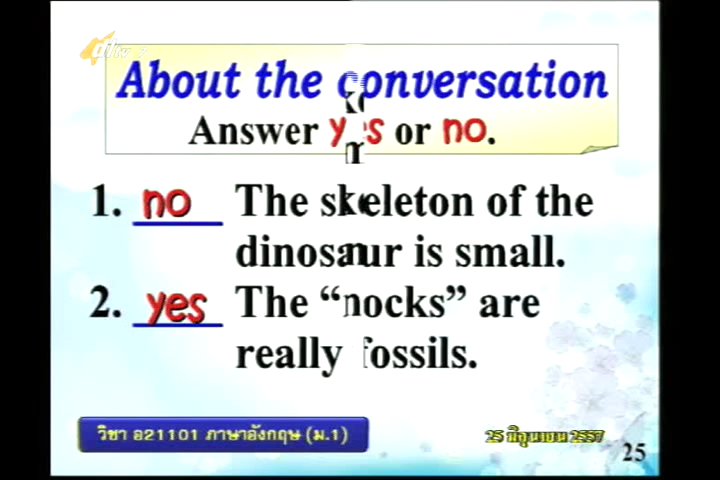 About the conversation
Answer yes or no.
1. no The skeleton of the
dinosaur is small.
2. yes The “nocks” are
really fossils.
วิชา อ21101 ภาษาอังกฤษ (ม.1)
25 มิถุนายน 2557
25